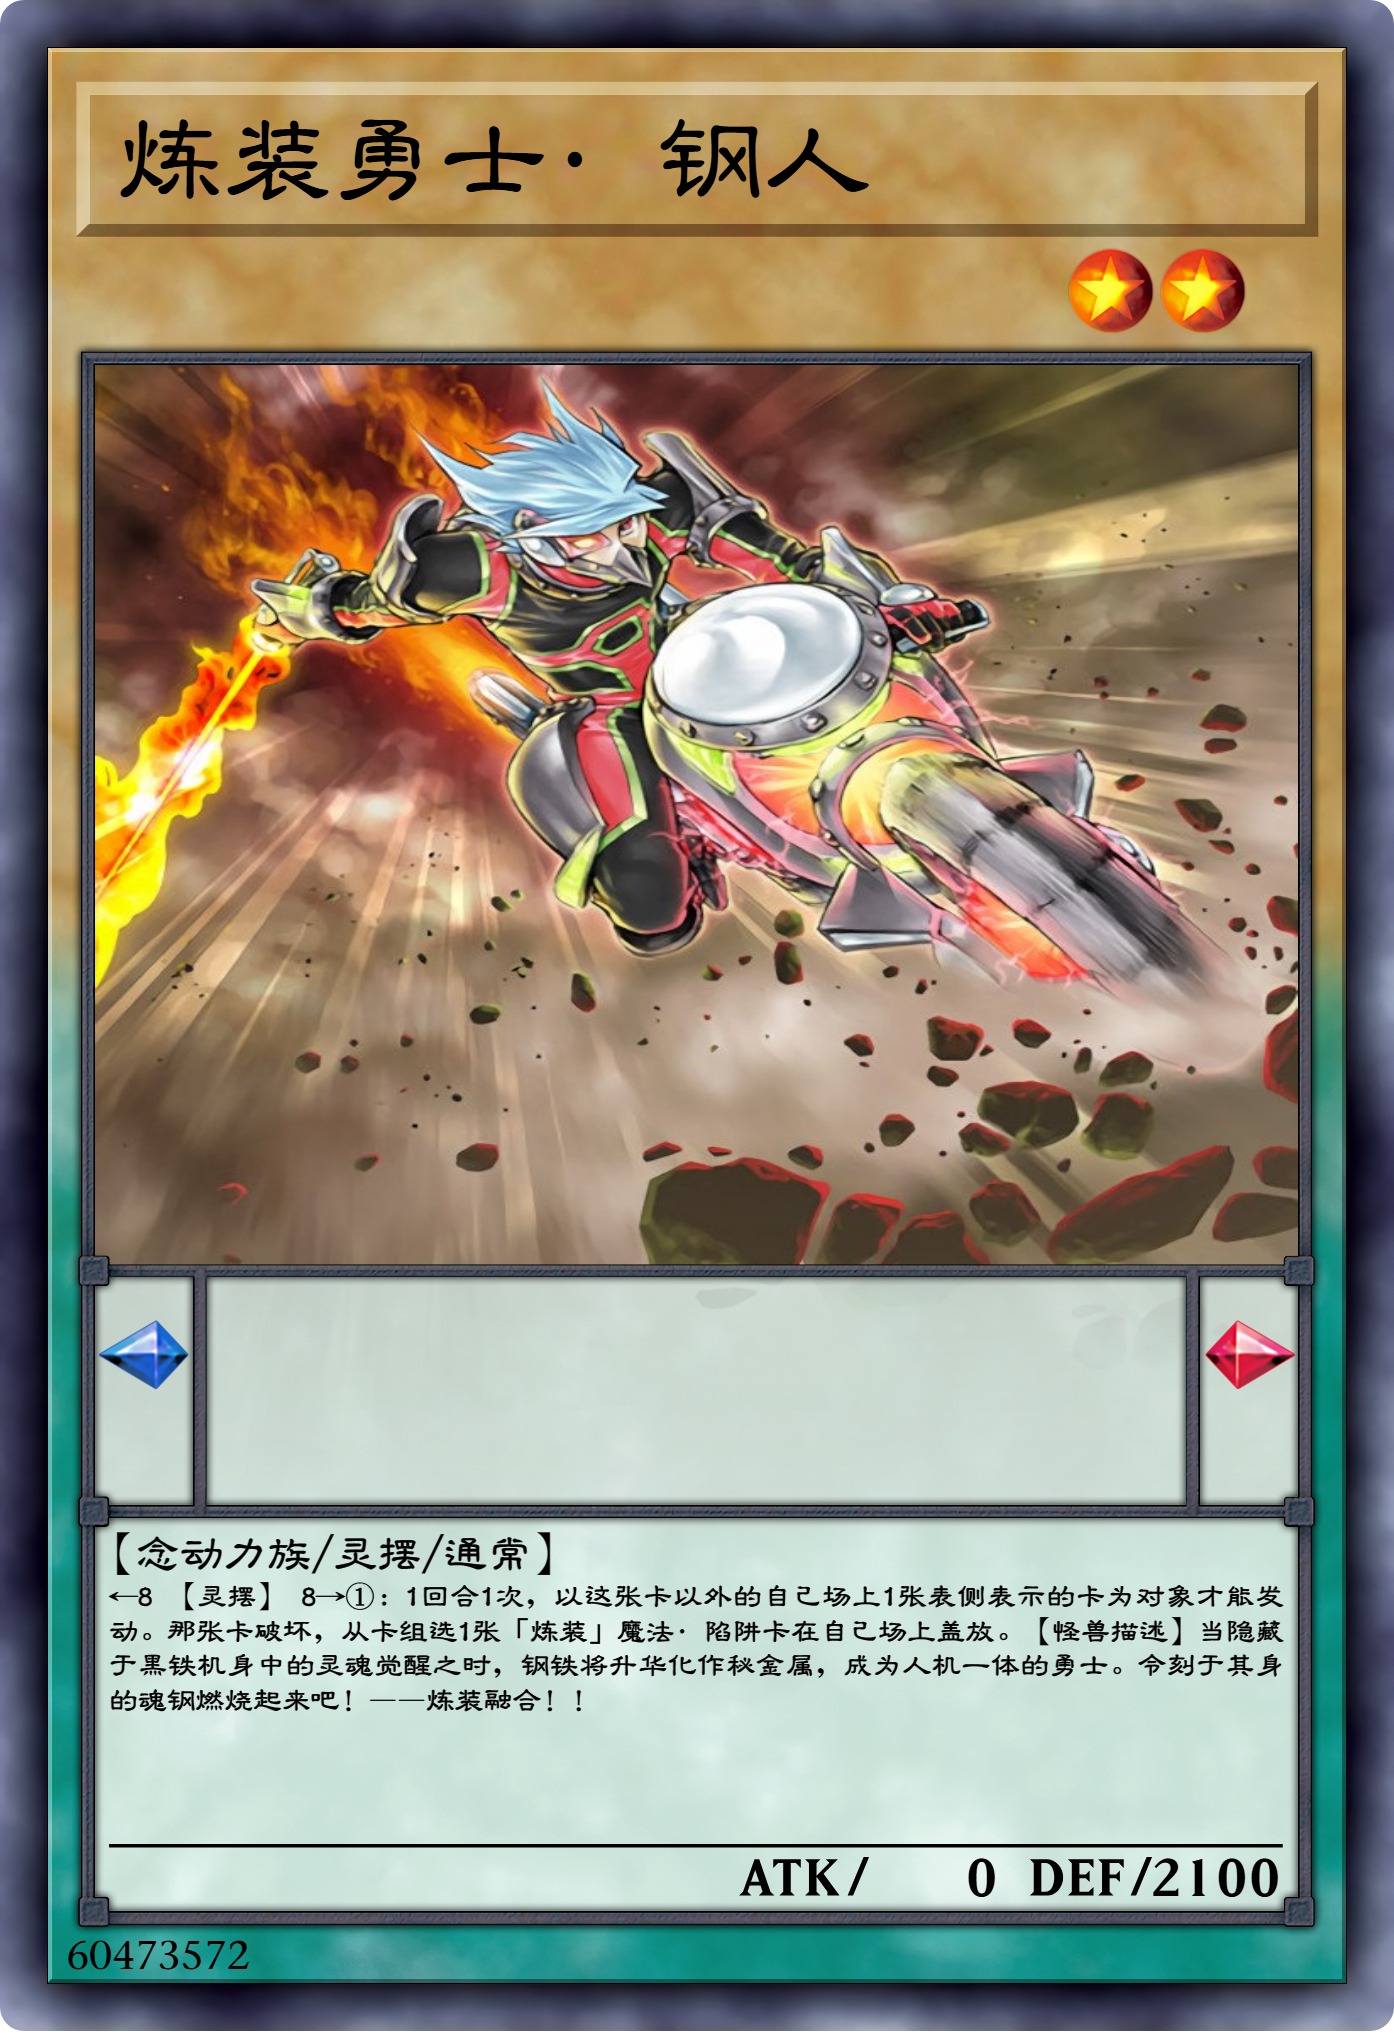 炼装勇士·钢人
【念动力族/灵摆/通常】
←8 【灵摆】 8→①：1回合1次，以这张卡以外的自己场上1张表侧表示的卡为对象才能发
动。那张卡破坏，从卡组选1张「炼装」魔法·陷阱卡在自己场上盖放。【怪兽描述】当隐藏
于黑铁机身中的灵魂觉醒之时，钢铁将升华化作秘金属，成为人机一体的勇士。令刻于其身
的魂钢燃烧起来吧！——炼装融合！！
ATK/ 0 DEF/2100
60473572